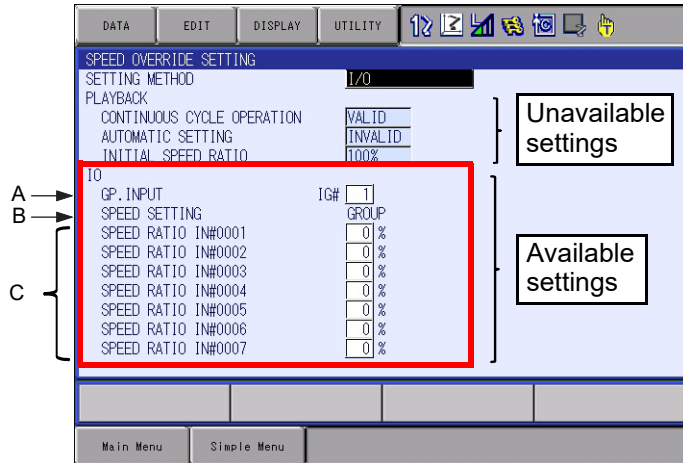 DATA EDIT DISPLAY UTILITY
SPEED OVERRIDE SETTING
SETTING METHOD I/O
PLAYBACK
CONTINUOUS CYCLE OPERATION VALID
AUTOMATIC SETTING INVALID
INITIAL SPEED RATIO 100%
Unavailable
settings
IO
A GP.INPUT IG# 1
B SPEED SETTING GROUP
SPEED RATIO IN#0001 0 %
SPEED RATIO IN#0002 0 %
SPEED RATIO IN#0003 0 %
C SPEED RATIO IN#0004 0 %
SPEED RATIO IN#0005 0 %
SPEED RATIO IN#0006 0 %
SPEED RATIO IN#0007 0 %
Available
settings
Main Menu Simple Menu